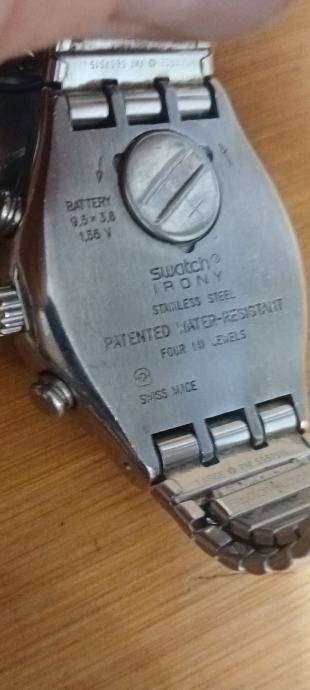 BATTERY
9,5 x 3,6
1,55 V
swatch®
IRONY
STAINLESS STEEL
PATENTED WATER-RESISTANT
FOUR (4) JEWELS
SWISS MADE